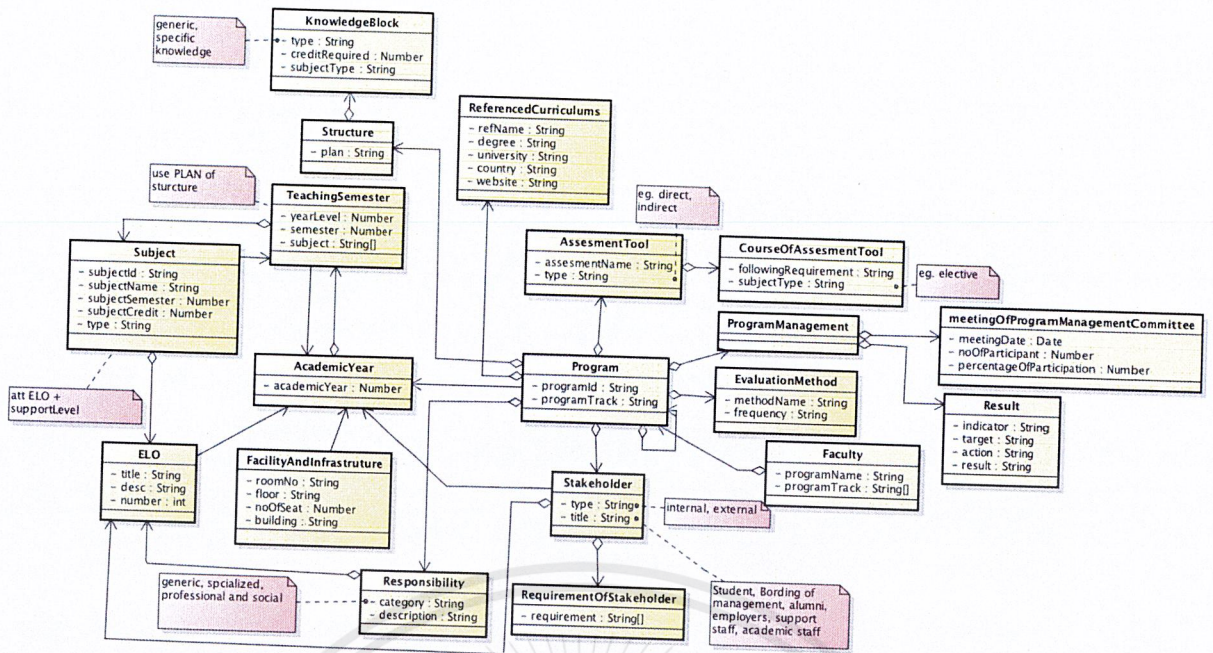 generic,
specific
knowledge
KnowledgeBlock
- type : String
- creditRequired : Number
- subjectType : String
Structure
- plan : String
ReferencedCurriculums
- refName : String
- degree : String
- university : String
- country : String
- website : String
use PLAN of
sturcture
TeachingSemester
- yearLevel : Number
- semester : Number
- subject : String[]
eg. direct,
indirect
Subject
- subjectId : String
- subjectName : String
- subjectSemester : Number
- subjectCredit : Number
- type : String
AssesmentTool
- assesmentName : String
- type : String
CourseOfAssesmentTool
- followingRequirement : String
- subjectType : String
eg. elective
ProgramManagement
meetingOfProgramManagementCommittee
- meetingDate : Date
- noOfParticipant : Number
- percentageOfParticipation : Number
AcademicYear
- academicYear : Number
Program
- programId : String
- programTrack : String
EvaluationMethod
- methodName : String
- frequency : String
Result
- indicator : String
- target : String
- action : String
- result : String
att ELO +
supportLevel
ELO
- title : String
- desc : String
- number : int
FacilityAndInfrastruture
- roomNo : String
- floor : String
- noOfSeat : Number
- building : String
Faculty
- programName : String
- programTrack : String[]
Stakeholder
- type : String
- title : String
internal, external
generic, spcialized,
professional and social
Responsibility
- category : String
- description : String
RequirementOfStakeholder
- requirement : String[]
Student, Bording of
management, alumni,
employers, support
staff, academic staff